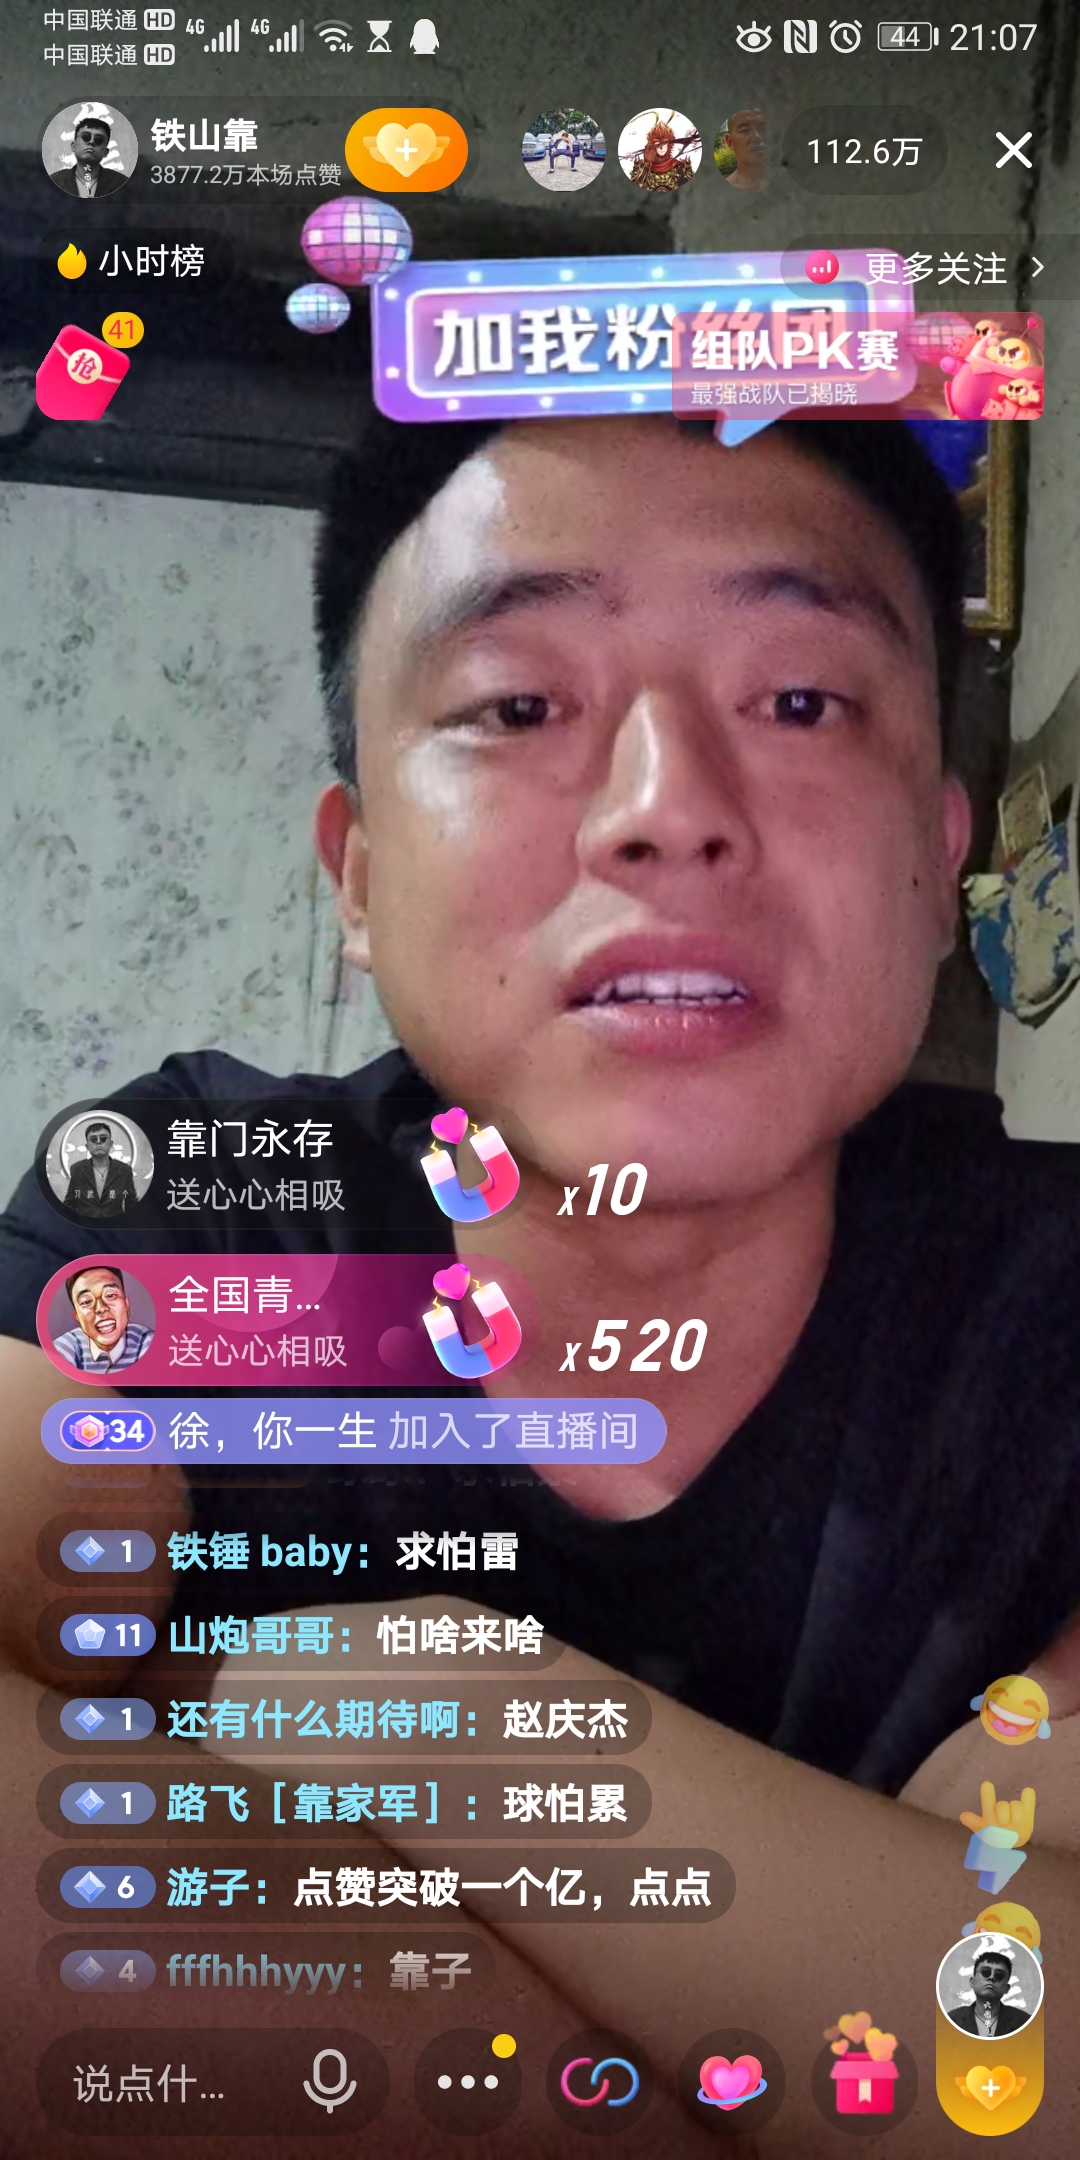 中国联通 HD 4G 4G 44 21:07
中国联通 HD
铁山靠
3877.2万本场点赞
112.6万
小时榜
更多关注
41
抢
加我粉丝团
组队PK赛
最强战队已揭晓
靠门永存
送心心相吸
x10
全国青...
送心心相吸
x520
34 徐，你一生 加入了直播间
1 铁锤 baby：求怕雷
11 山炮哥哥：怕啥来啥
1 还有什么期待啊：赵庆杰
1 路飞［靠家军］：球怕累
6 游子：点赞突破一个亿，点点
4 fffhhhyyy：靠子
说点什...